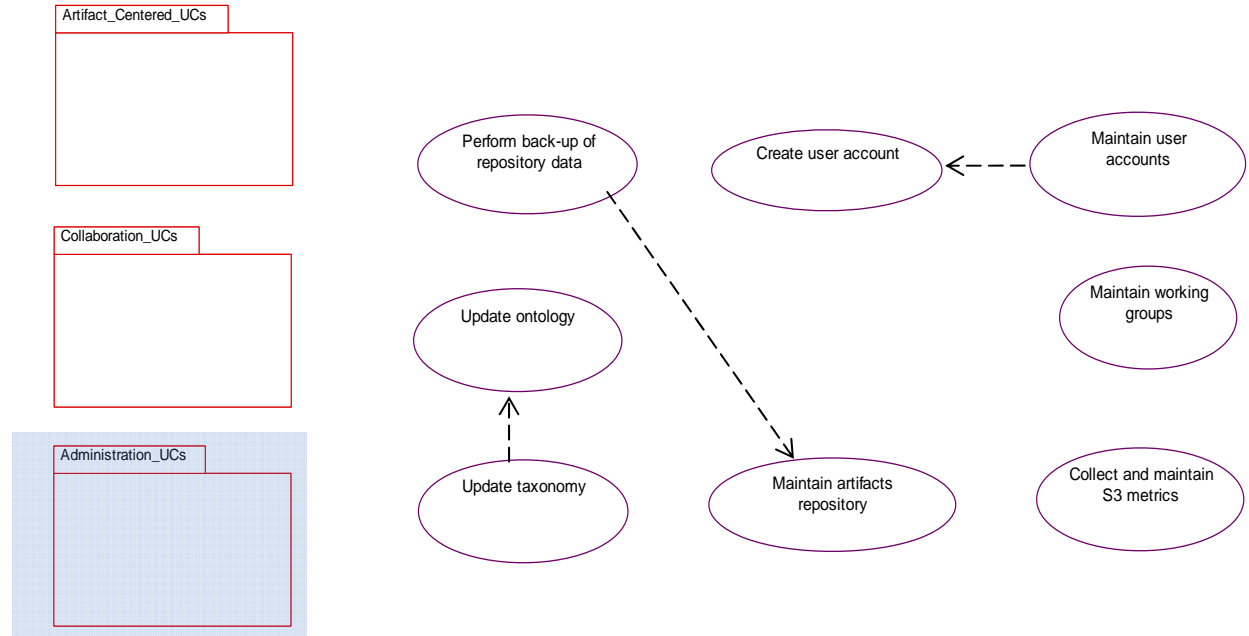 Artifact_Centered_UCs
Collaboration_UCs
Administration_UCs
Perform back-up of
repository data
Create user account
Maintain user
accounts
Update ontology
Maintain working
groups
Update taxonomy
Maintain artifacts
repository
Collect and maintain
S3 metrics